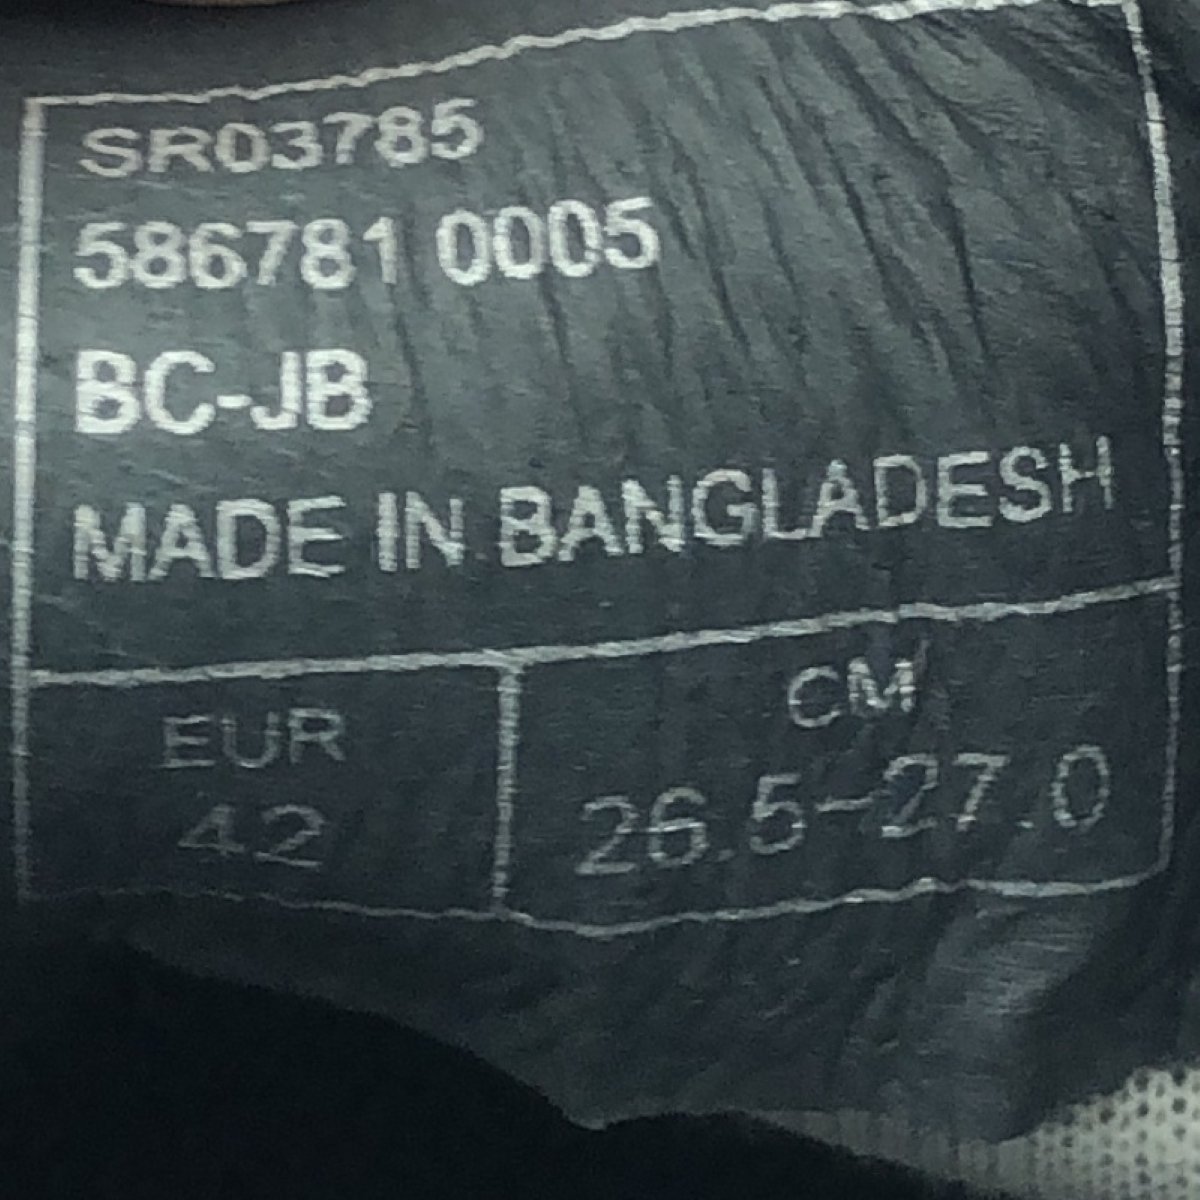 SR03785
586781 0005
BC-JB
MADE IN BANGLADESH
EUR
42
CM
26.5-27.0